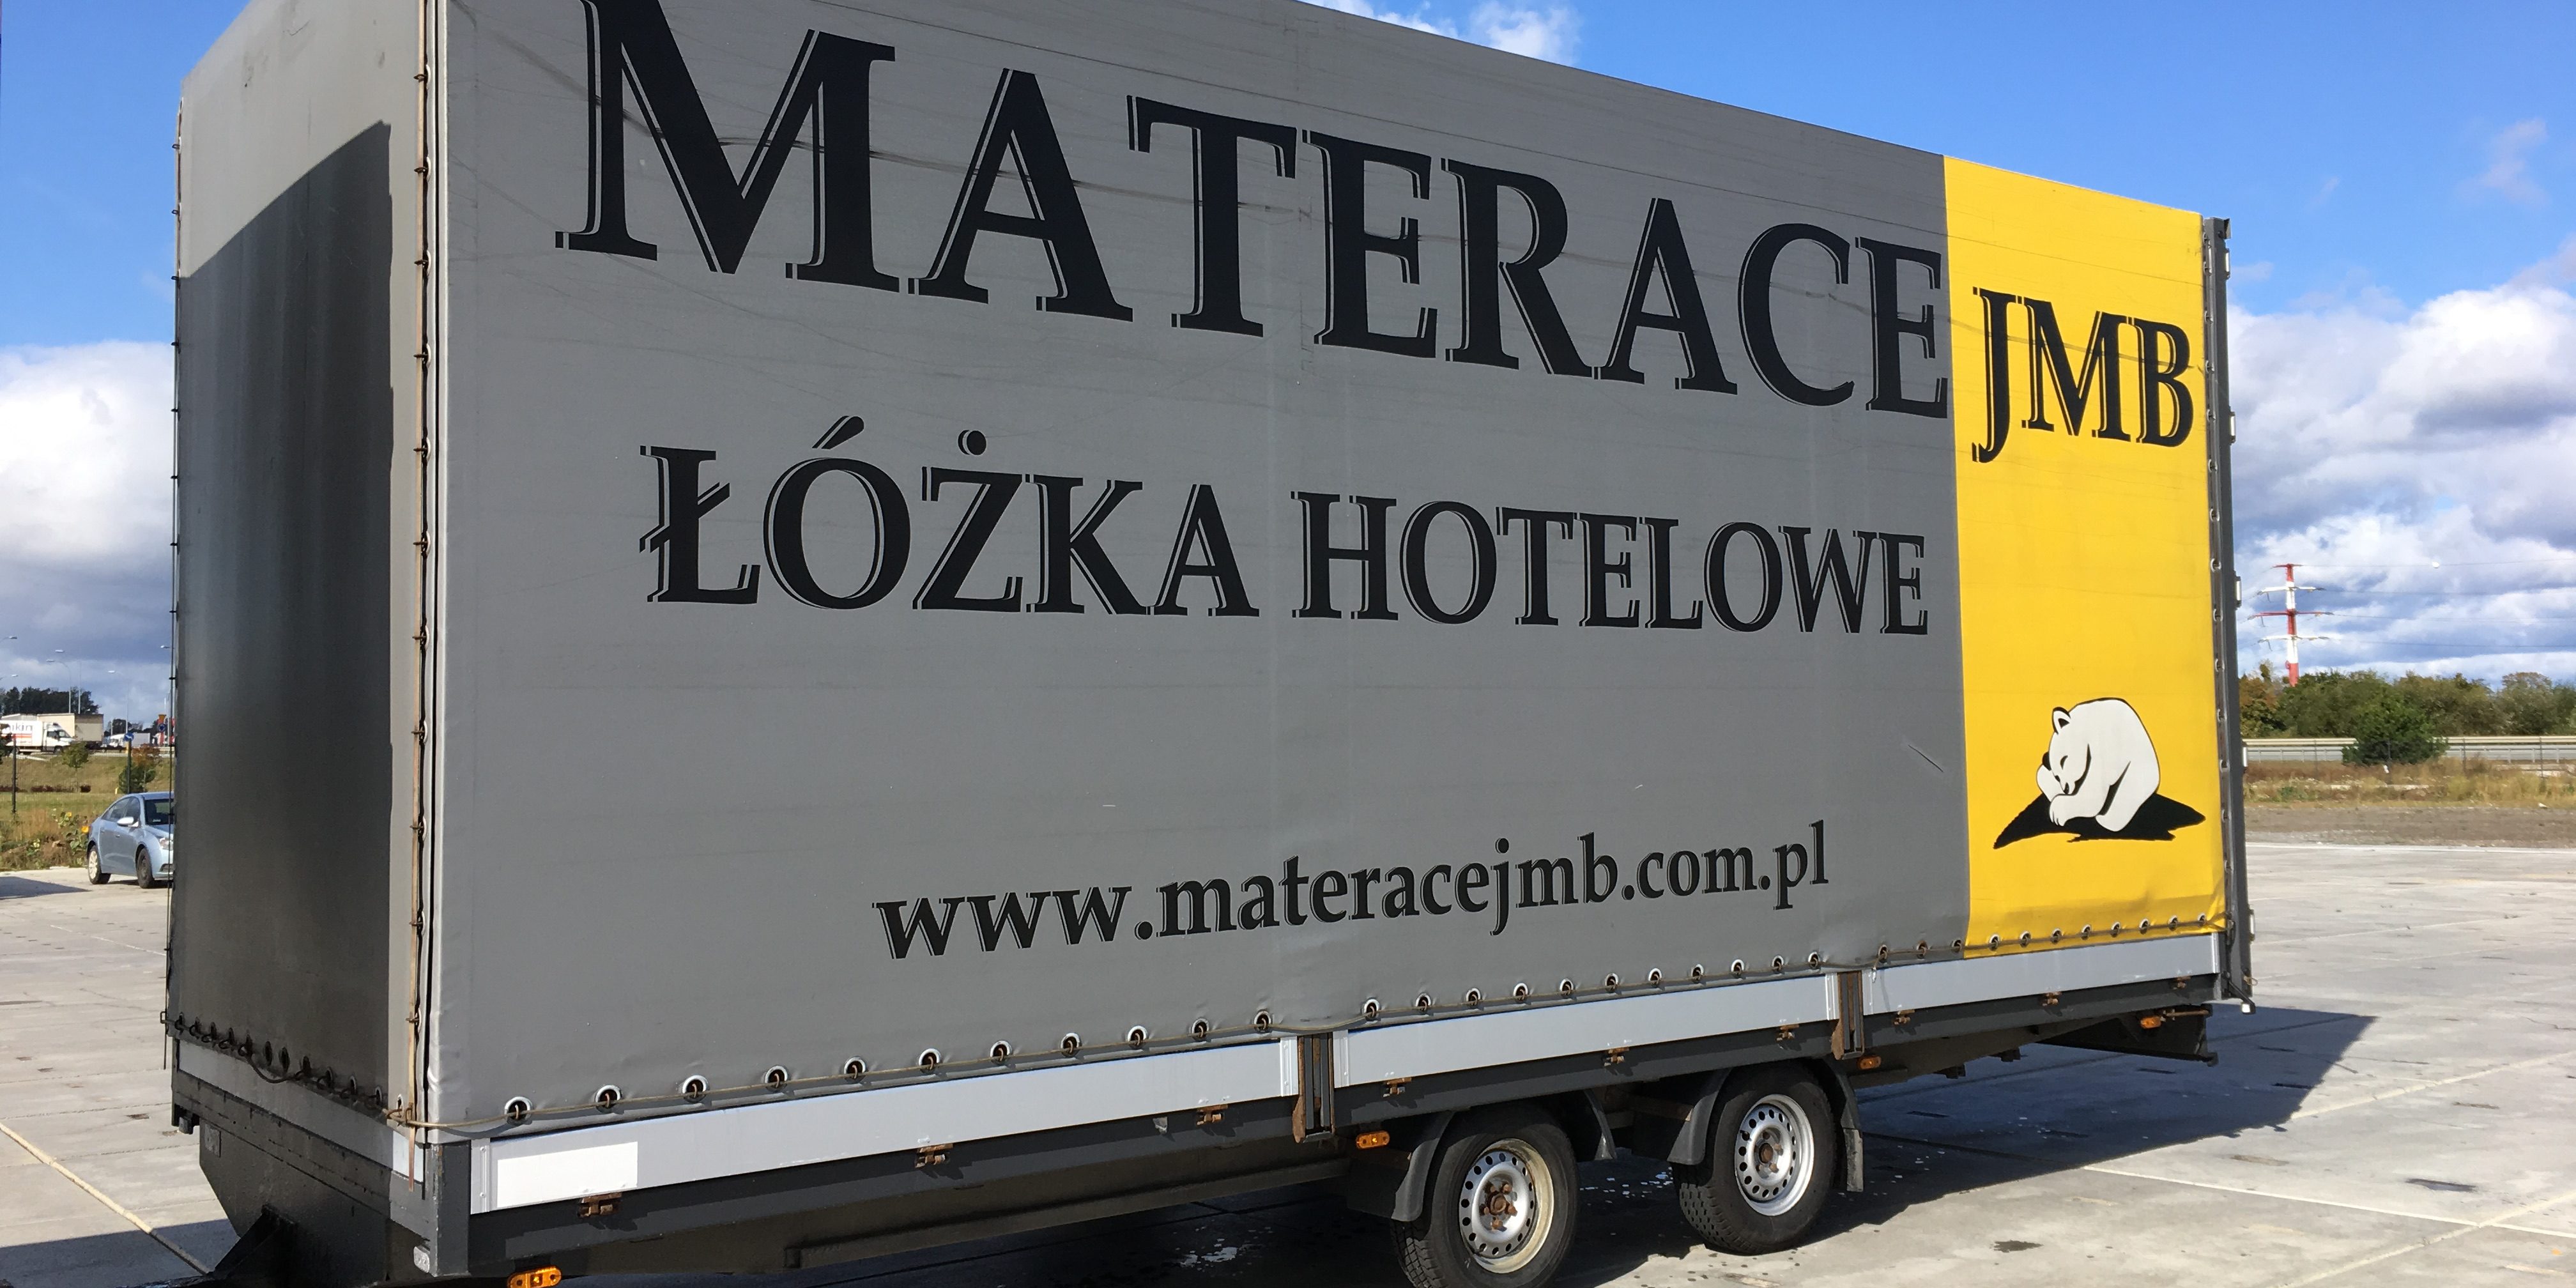 MATERACE JMB
ŁÓŻKA HOTELOWE
www.materacejmb.com.pl